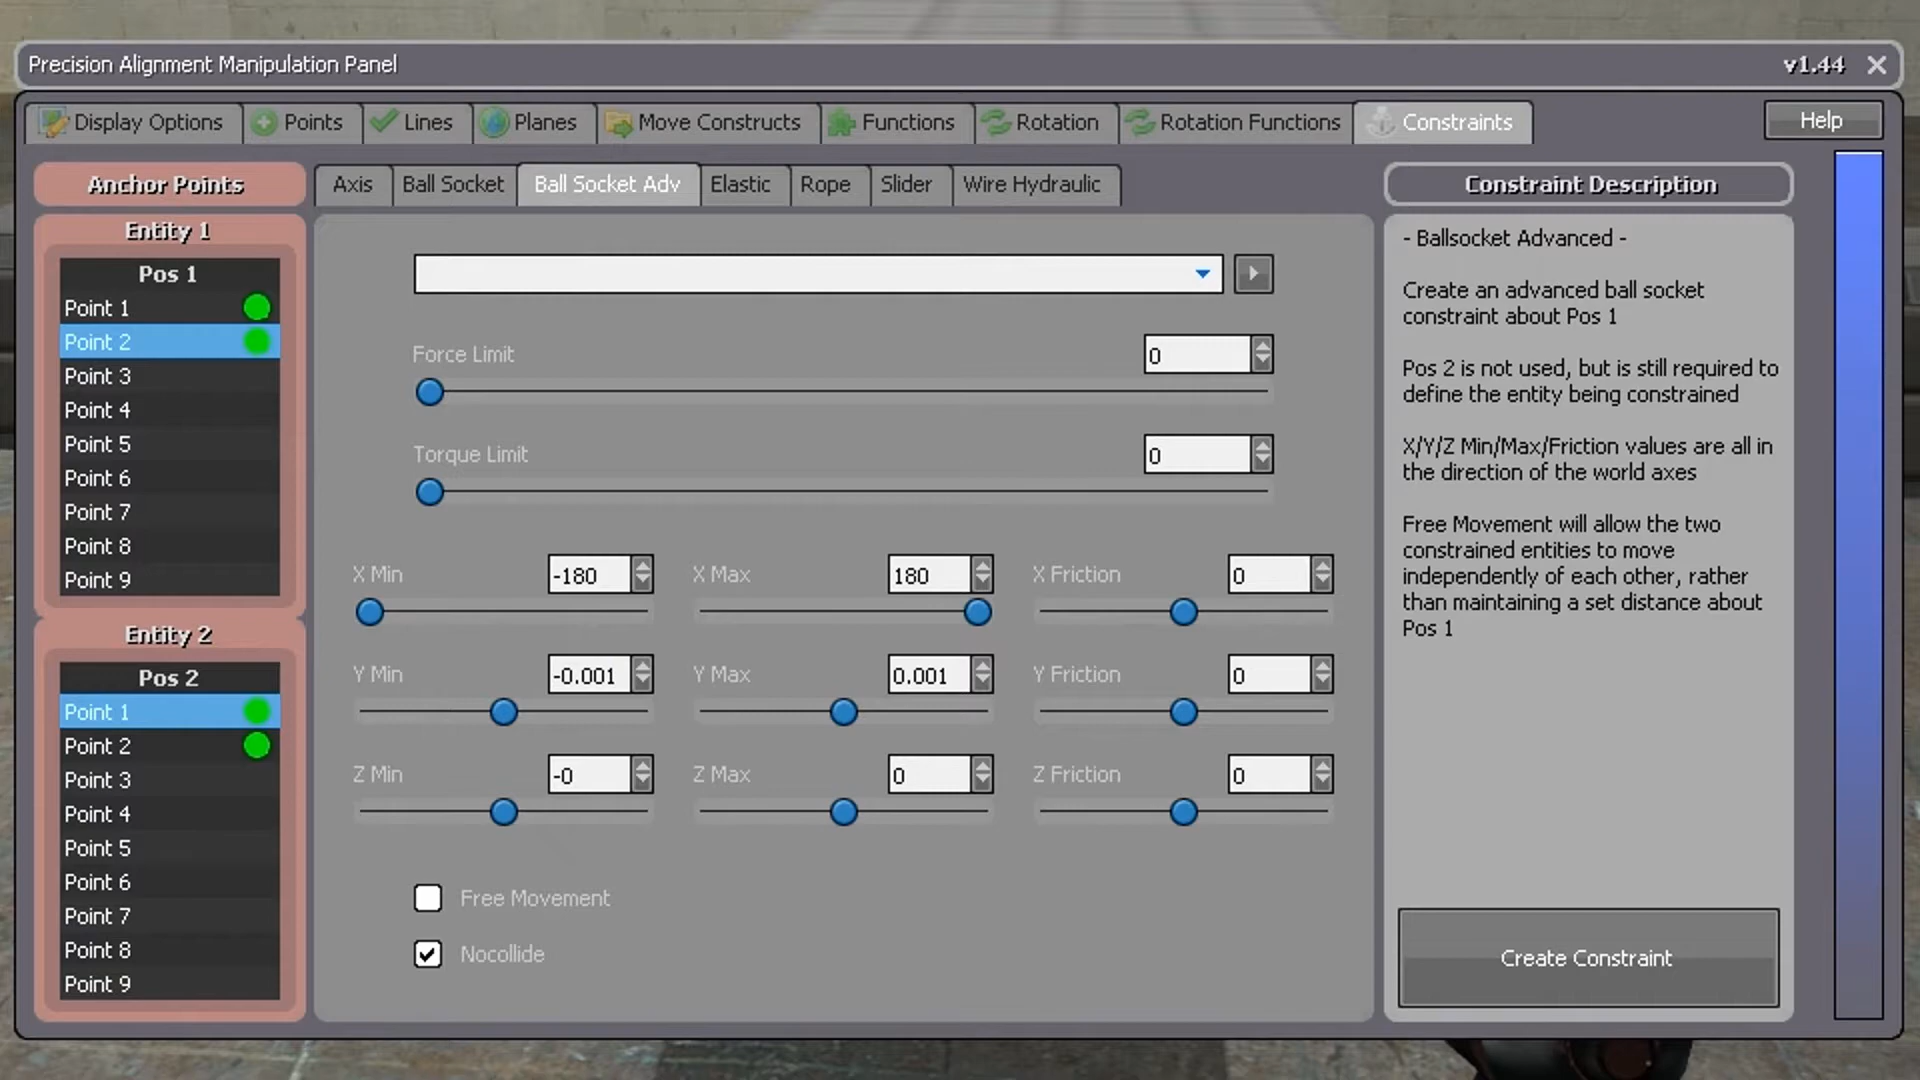 Precision Alignment Manipulation Panel
v1.44
Display Options
Points
Lines
Planes
Move Constructs
Functions
Rotation
Rotation Functions
Constraints
Help
Anchor Points
Entity 1
Pos 1
Point 1
Point 2
Point 3
Point 4
Point 5
Point 6
Point 7
Point 8
Point 9
Entity 2
Pos 2
Point 1
Point 2
Point 3
Point 4
Point 5
Point 6
Point 7
Point 8
Point 9
Axis
Ball Socket
Ball Socket Adv
Elastic
Rope
Slider
Wire Hydraulic
Force Limit
0
Torque Limit
0
X Min
-180
X Max
180
X Friction
0
Y Min
-0.001
Y Max
0.001
Y Friction
0
Z Min
-0
Z Max
0
Z Friction
0
Free Movement
Nocollide
Constraint Description
- Ballsocket Advanced -
Create an advanced ball socket
constraint about Pos 1
Pos 2 is not used, but is still required to
define the entity being constrained
X/Y/Z Min/Max/Friction values are all in
the direction of the world axes
Free Movement will allow the two
constrained entities to move
independently of each other, rather
than maintaining a set distance about
Pos 1
Create Constraint